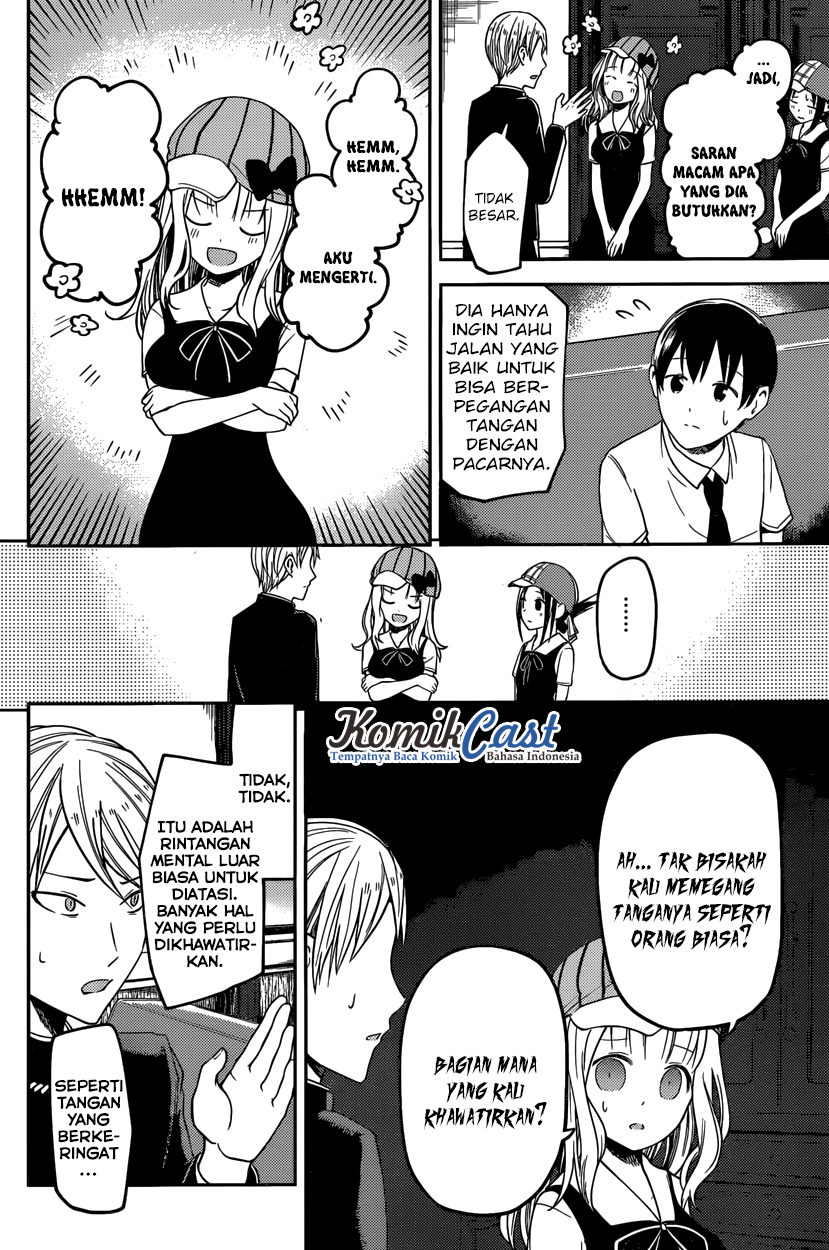 ...
JADI,
SARAN
MACAM APA
YANG DIA
BUTUHKAN?
TIDAK
BESAR.
HEMM,
HEMM.
AKU
MENGERTI.
HHEMM!
DIA HANYA
INGIN TAHU
JALAN YANG
BAIK UNTUK
BISA BER-
PEGANGAN
TANGAN
DENGAN
PACARNYA.
......
KomikCast
Tempatnya Baca Komik Bahasa Indonesia
AH... TAK BISAKAH
KAU MEMEGANG
TANGANYA SEPERTI
ORANG BIASA?
BAGIAN MANA
YANG KAU
KHAWATIRKAN?
TIDAK,
TIDAK.
ITU ADALAH
RINTANGAN
MENTAL LUAR
BIASA UNTUK
DIATASI.
BANYAK HAL
YANG PERLU
DIKHAWATIR-
KAN.
SEPERTI
TANGAN
YANG
BERKE-
RINGAT
...